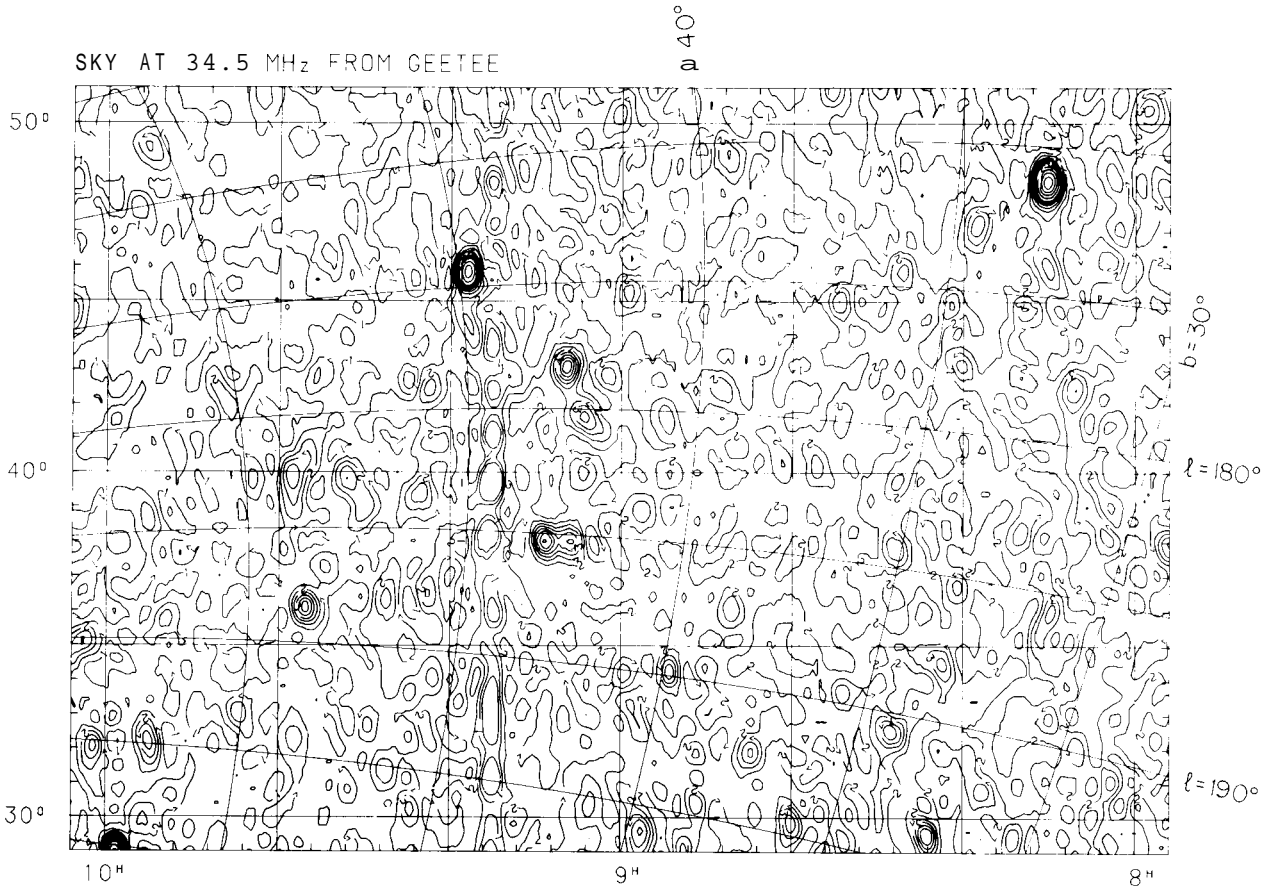 a 40°
SKY AT 34.5 MHz FROM GEETEE
50°
b=30°
40°
ℓ=180°
ℓ=190°
30°
10ᴴ 9ᴴ 8ᴴ